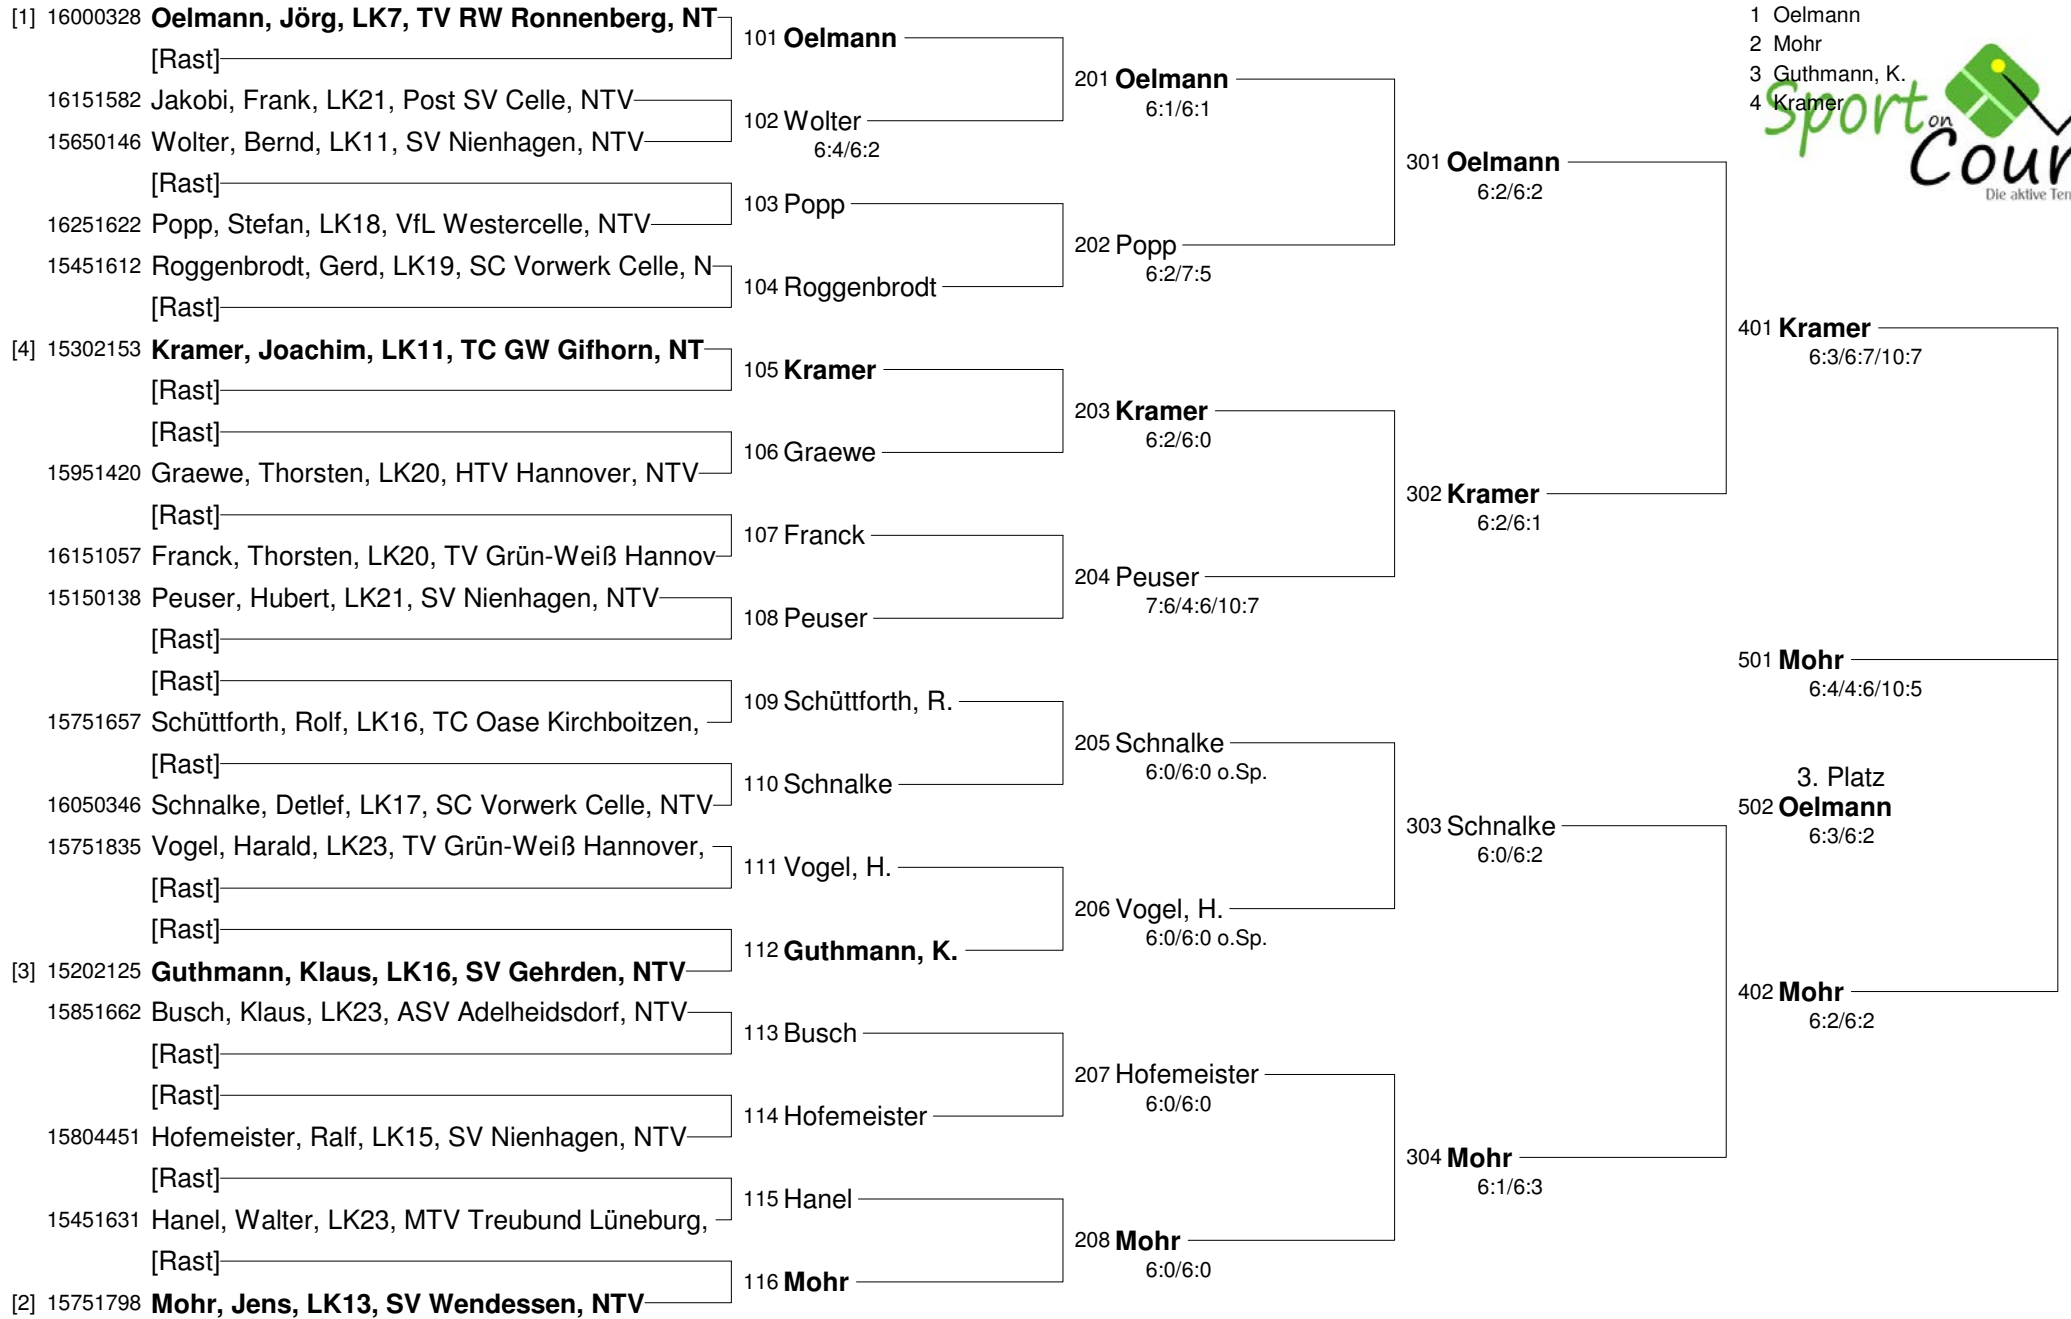 [1] 16000328 Oelmann, Jörg, LK7, TV RW Ronnenberg, NT
[Rast]
16151582 Jakobi, Frank, LK21, Post SV Celle, NTV
15650146 Wolter, Bernd, LK11, SV Nienhagen, NTV
[Rast]
16251622 Popp, Stefan, LK18, VfL Westercelle, NTV
15451612 Roggenbrodt, Gerd, LK19, SC Vorwerk Celle, N
[Rast]
[4] 15302153 Kramer, Joachim, LK11, TC GW Gifhorn, NT
[Rast]
[Rast]
15951420 Graewe, Thorsten, LK20, HTV Hannover, NTV
[Rast]
16151057 Franck, Thorsten, LK20, TV Grün-Weiß Hannov
15150138 Peuser, Hubert, LK21, SV Nienhagen, NTV
[Rast]
[Rast]
15751657 Schüttforth, Rolf, LK16, TC Oase Kirchboitzen,
[Rast]
16050346 Schnalke, Detlef, LK17, SC Vorwerk Celle, NTV
15751835 Vogel, Harald, LK23, TV Grün-Weiß Hannover,
[Rast]
[Rast]
[3] 15202125 Guthmann, Klaus, LK16, SV Gehrden, NTV
15851662 Busch, Klaus, LK23, ASV Adelheidsdorf, NTV
[Rast]
[Rast]
15804451 Hofemeister, Ralf, LK15, SV Nienhagen, NTV
[Rast]
15451631 Hanel, Walter, LK23, MTV Treubund Lüneburg,
[Rast]
[2] 15751798 Mohr, Jens, LK13, SV Wendessen, NTV
101 Oelmann
102 Wolter
6:4/6:2
103 Popp
104 Roggenbrodt
105 Kramer
106 Graewe
107 Franck
108 Peuser
109 Schüttforth, R.
110 Schnalke
111 Vogel, H.
112 Guthmann, K.
113 Busch
114 Hofemeister
115 Hanel
116 Mohr
201 Oelmann
6:1/6:1
202 Popp
6:2/7:5
203 Kramer
6:2/6:0
204 Peuser
7:6/4:6/10:7
205 Schnalke
6:0/6:0 o.Sp.
206 Vogel, H.
6:0/6:0 o.Sp.
207 Hofemeister
6:0/6:0
208 Mohr
6:0/6:0
301 Oelmann
6:2/6:2
302 Kramer
6:2/6:1
303 Schnalke
6:0/6:2
304 Mohr
6:1/6:3
1 Oelmann
2 Mohr
3 Guthmann, K.
4 Kramer
Sport
on
Cour
Die aktive Ten
401 Kramer
6:3/6:7/10:7
501 Mohr
6:4/4:6/10:5
3. Platz
502 Oelmann
6:3/6:2
402 Mohr
6:2/6:2